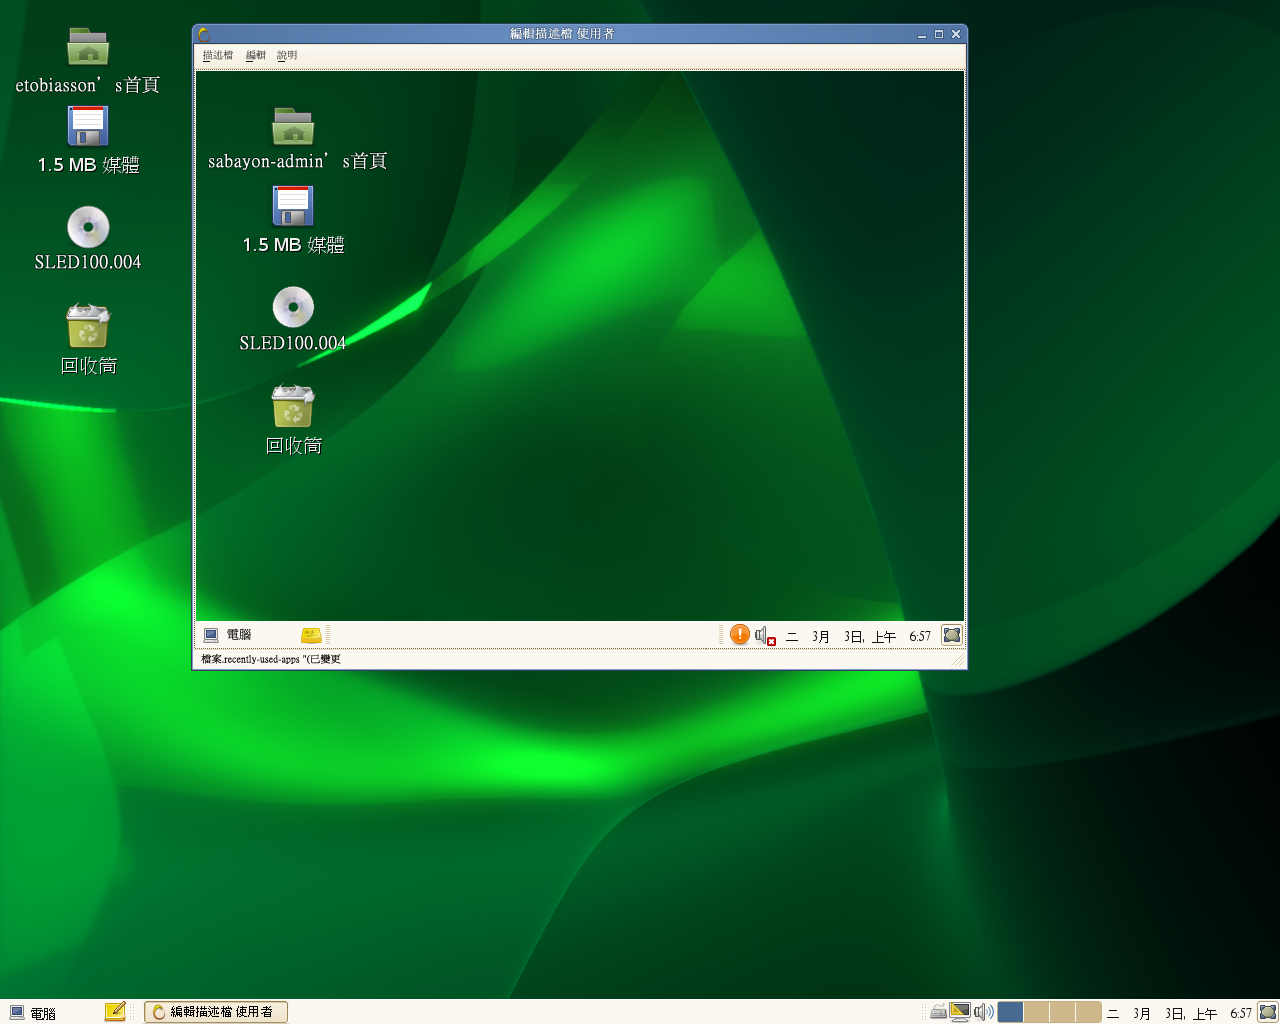 etobiasson’s首頁
1.5 MB 媒體
SLED100.004
回收筒
編輯描述檔 使用者
描述檔 編輯 說明
sabayon-admin’s首頁
1.5 MB 媒體
SLED100.004
回收筒
電腦 二 3月 3日, 上午 6:57
檔案.recently-used-apps "(已變更
電腦 編輯描述檔 使用者 二 3月 3日, 上午 6:57